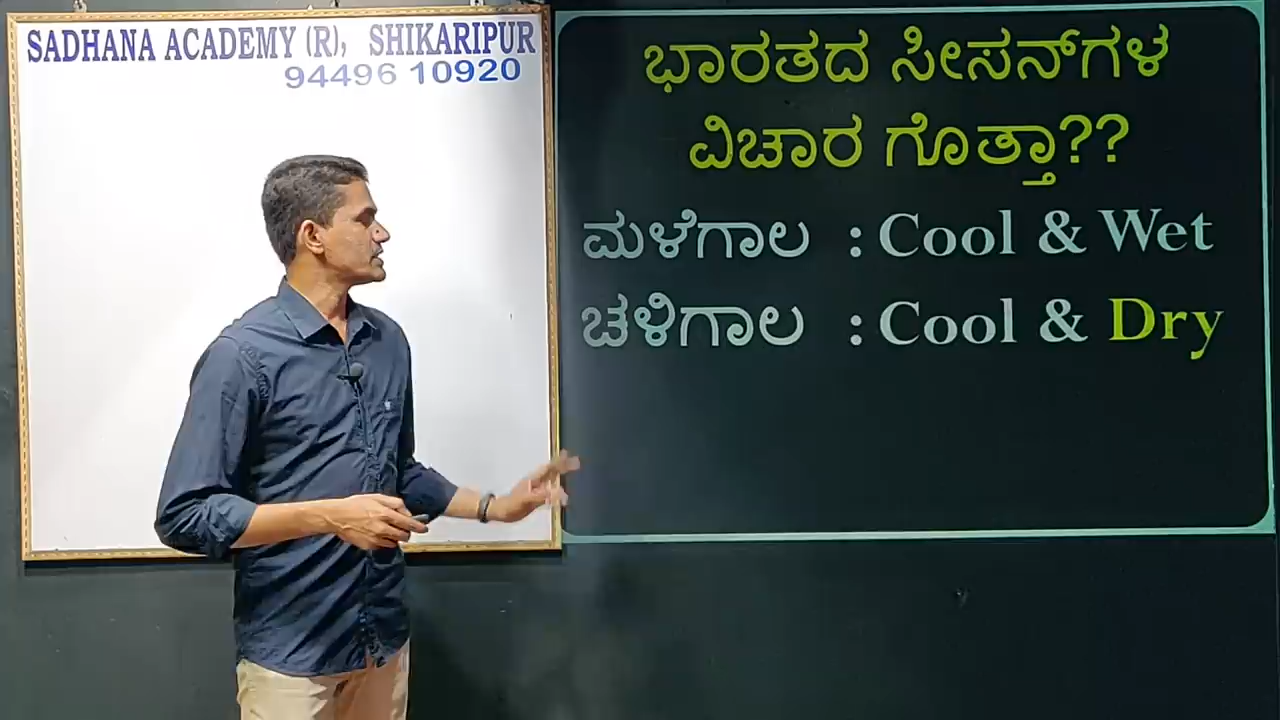 SADHANA ACADEMY (R), SHIKARIPUR
94496 10920
ಭಾರತದ ಸೀಸನ್‌ಗಳ
ವಿಚಾರ ಗೊತ್ತಾ??
ಮಳೆಗಾಲ : Cool & Wet
ಚಳಿಗಾಲ : Cool & Dry